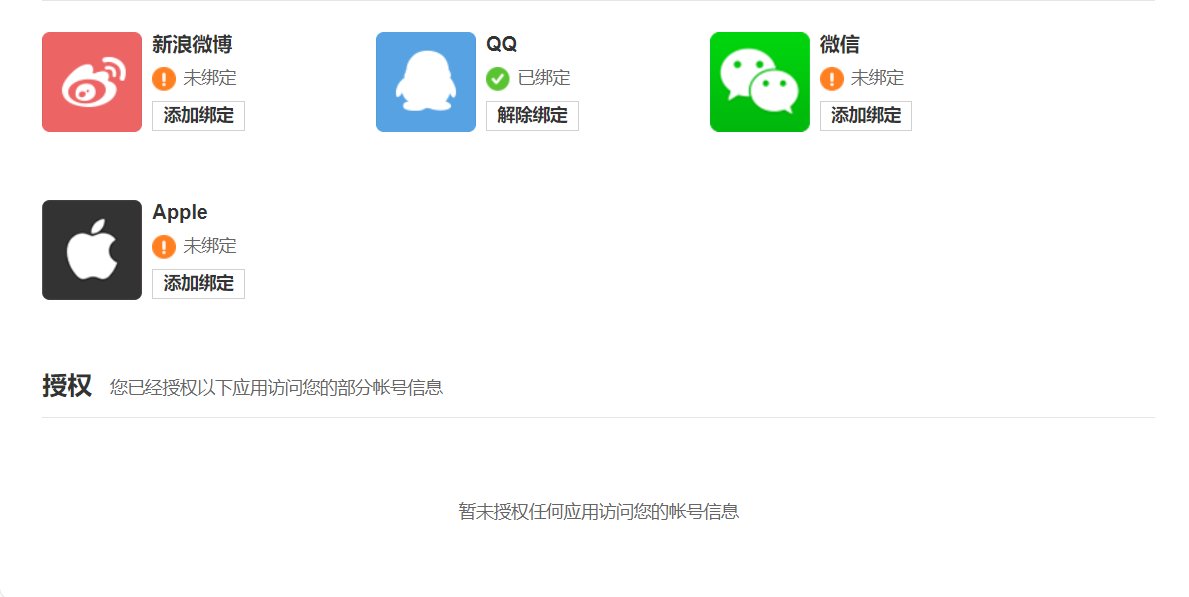 新浪微博
未绑定
添加绑定
QQ
已绑定
解除绑定
微信
未绑定
添加绑定
Apple
未绑定
添加绑定
授权 您已经授权以下应用访问您的部分帐号信息
暂未授权任何应用访问您的帐号信息